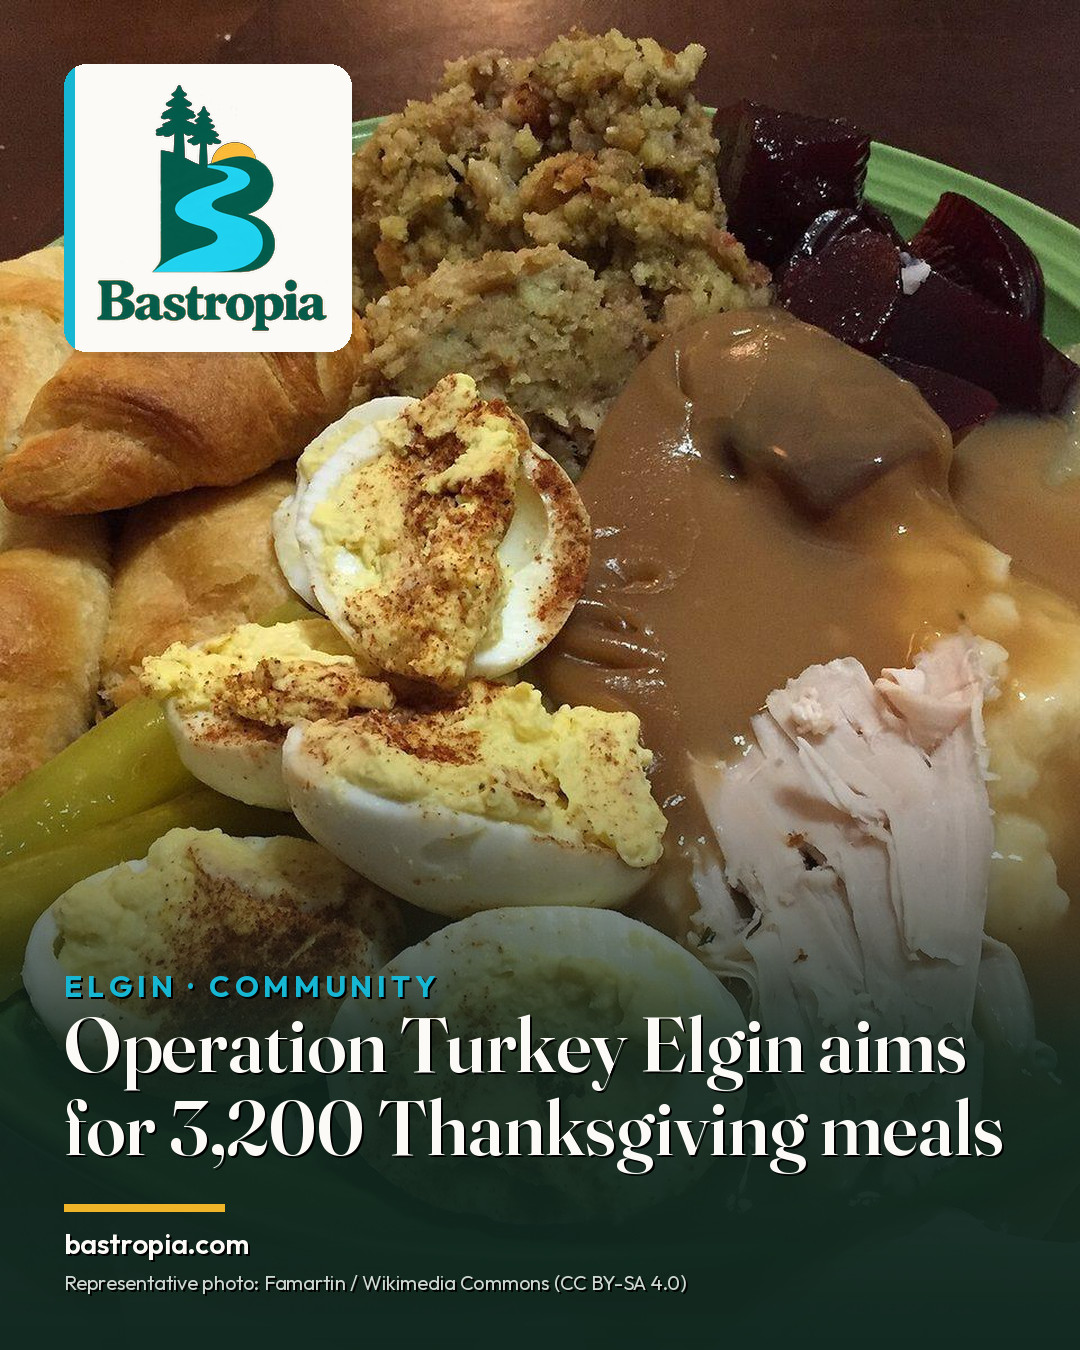 Bastropia
ELGIN · COMMUNITY
Operation Turkey Elgin aims
for 3,200 Thanksgiving meals
bastropia.com
Representative photo: Famartin / Wikimedia Commons (CC BY-SA 4.0)